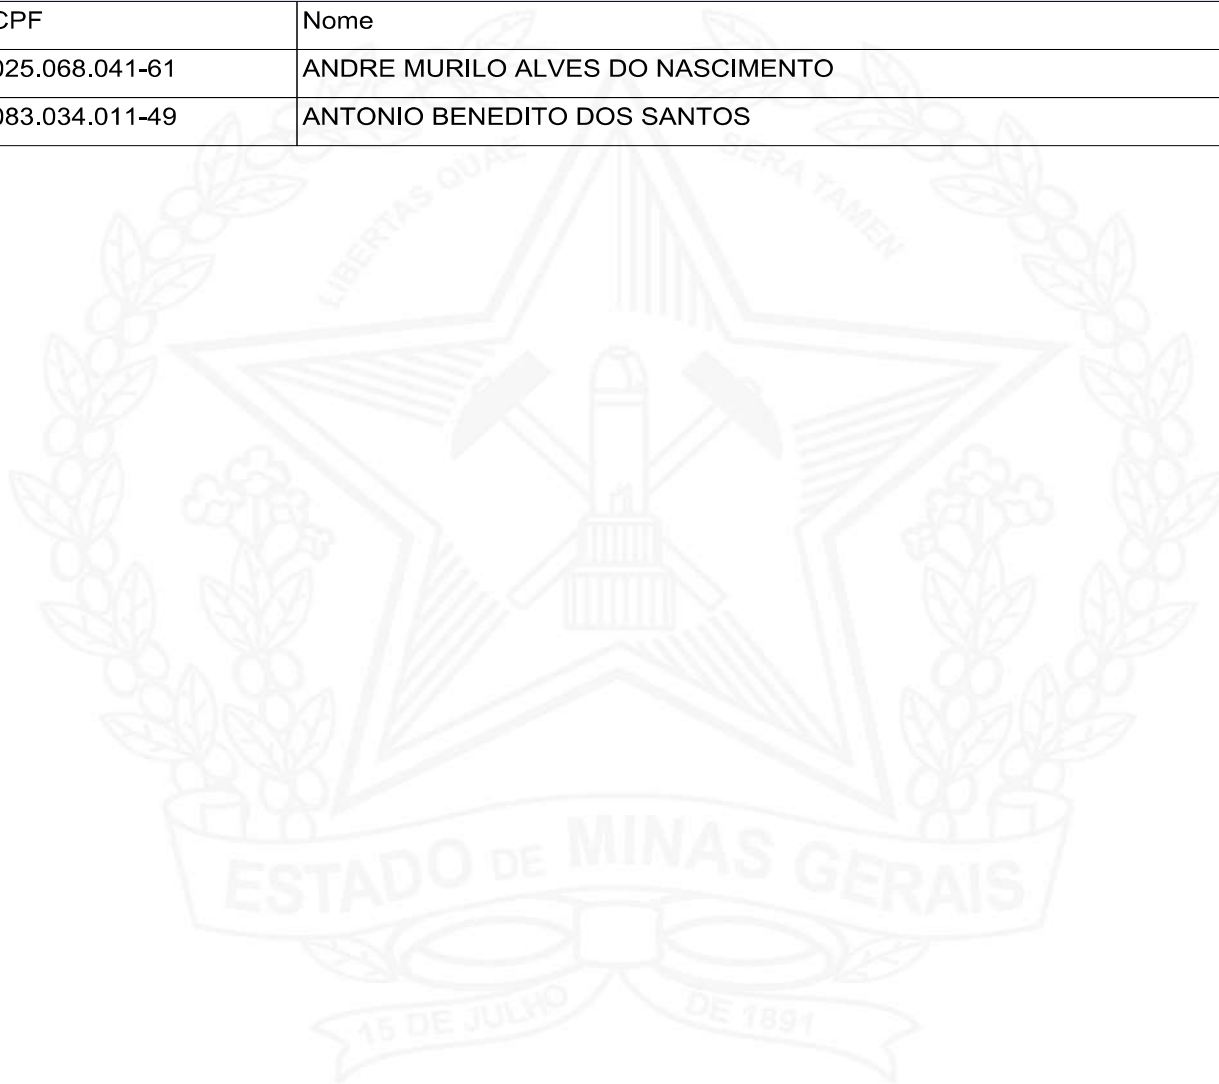 CPF Nome
025.068.041-61 ANDRE MURILO ALVES DO NASCIMENTO
083.034.011-49 ANTONIO BENEDITO DOS SANTOS
LIBERTAS QUAE SERA TAMEN
ESTADO DE MINAS GERAIS
15 DE JULHO DE 1891